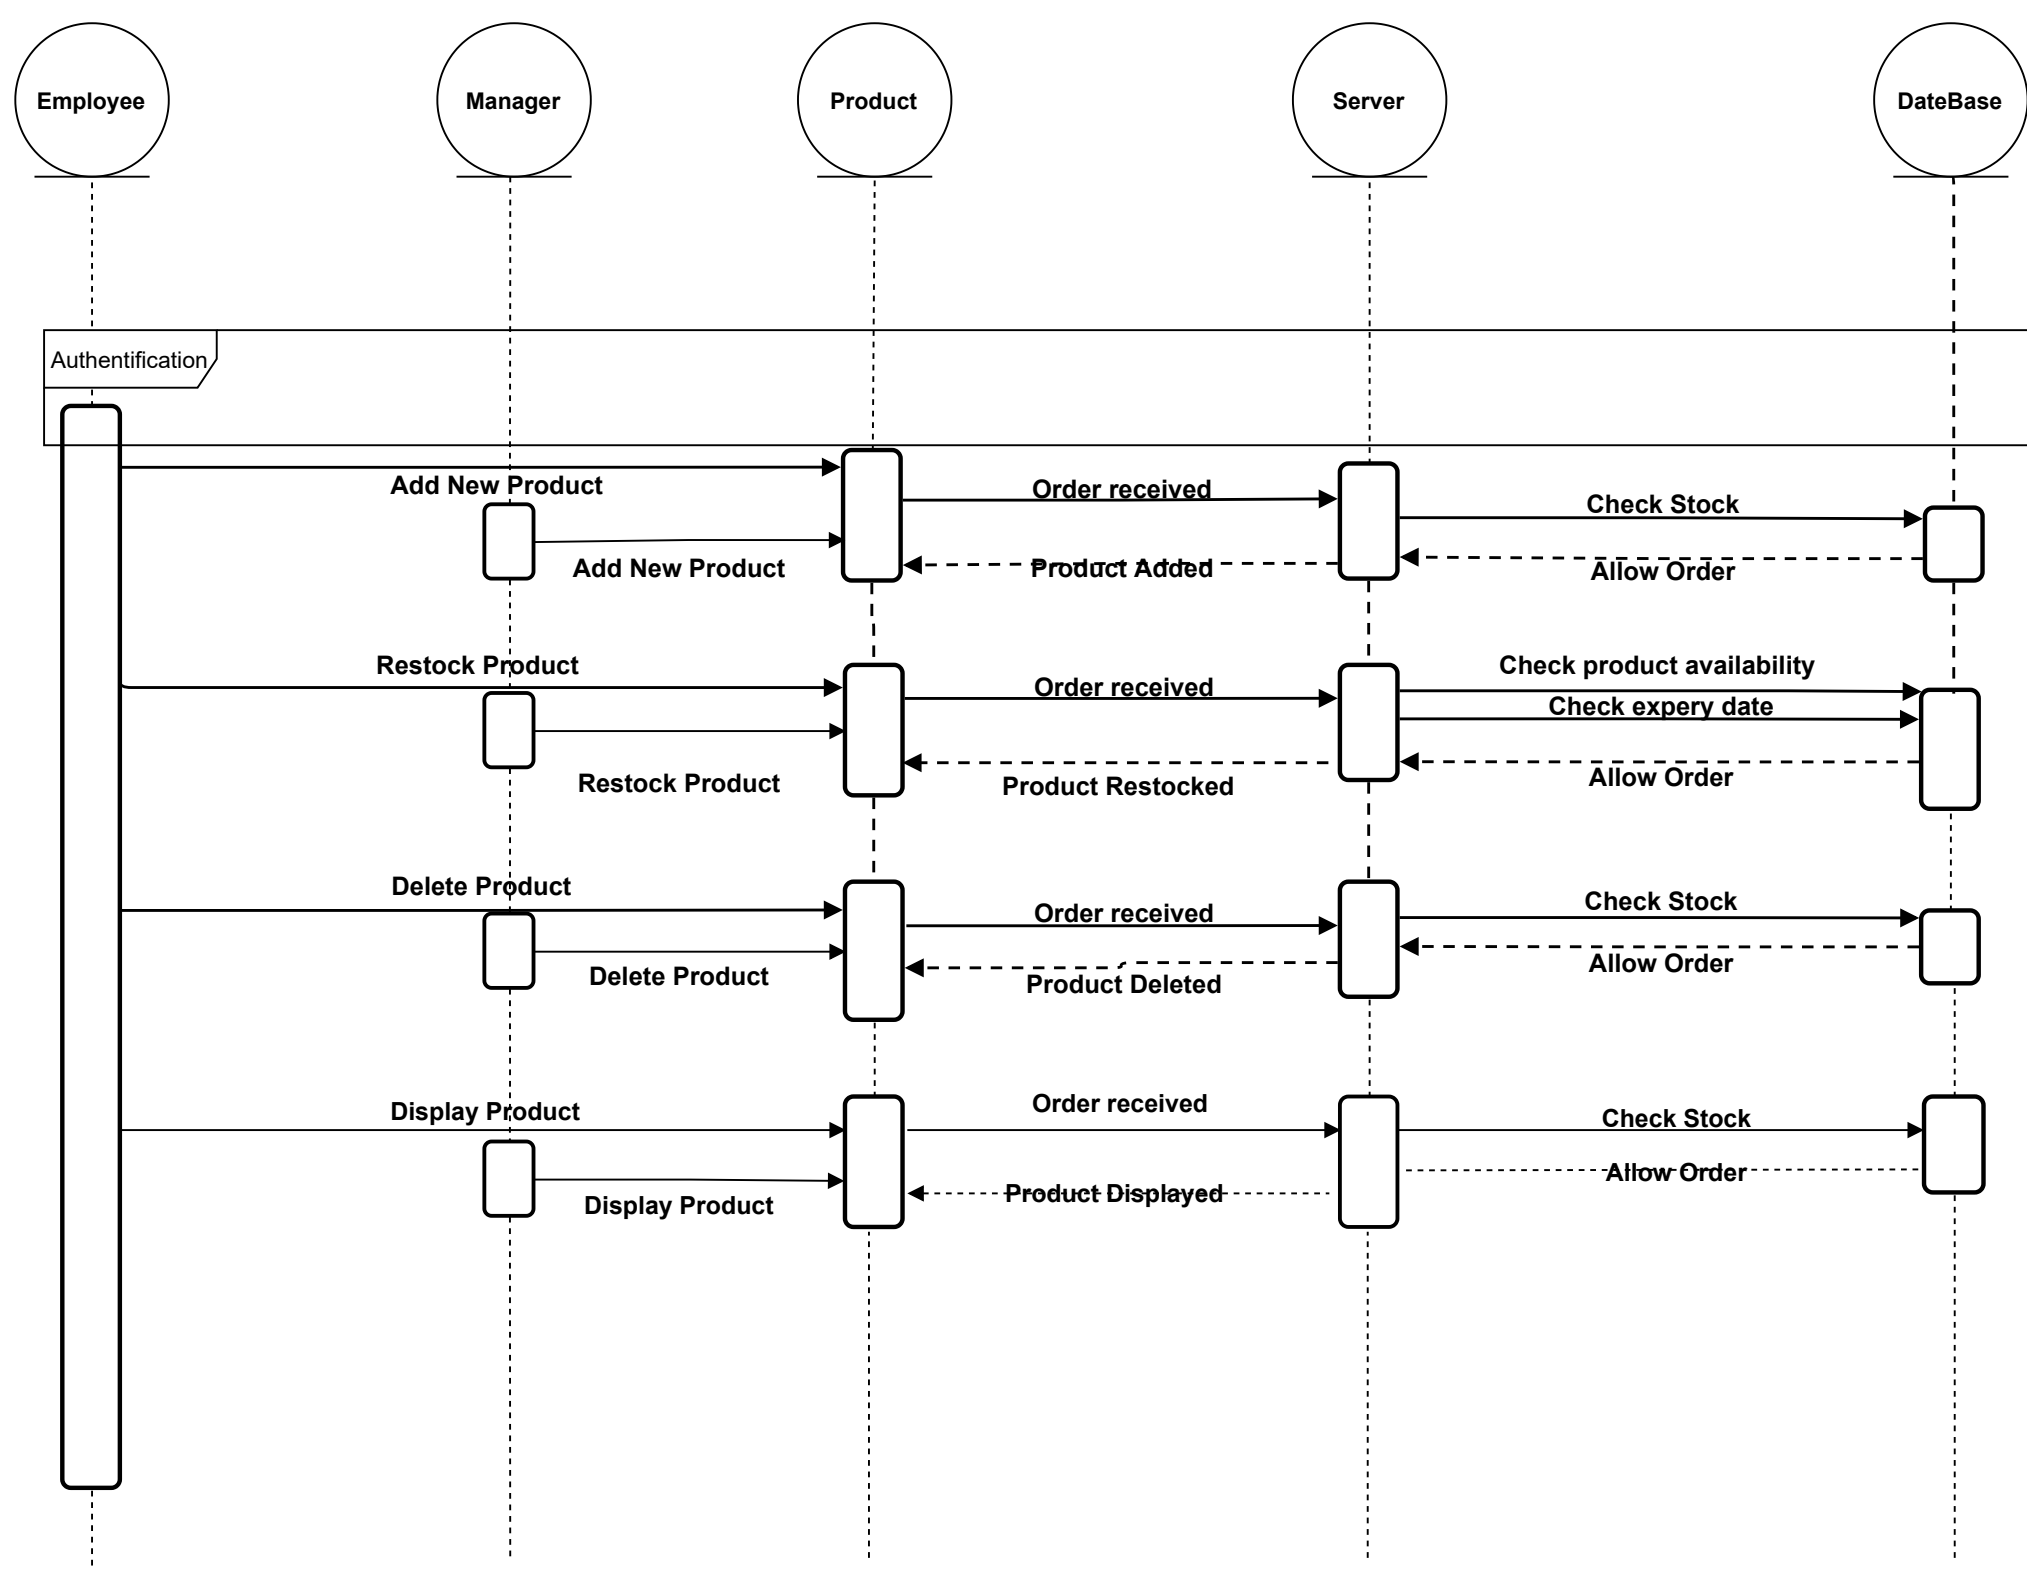 Employee
Manager
Product
Server
DateBase
Authentification
Add New Product
Order received
Check Stock
Add New Product
Product Added
Allow Order
Restock Product
Order received
Check product availability
Check expery date
Restock Product
Product Restocked
Allow Order
Delete Product
Order received
Check Stock
Delete Product
Product Deleted
Allow Order
Display Product
Order received
Check Stock
Display Product
Product Displayed
Allow Order